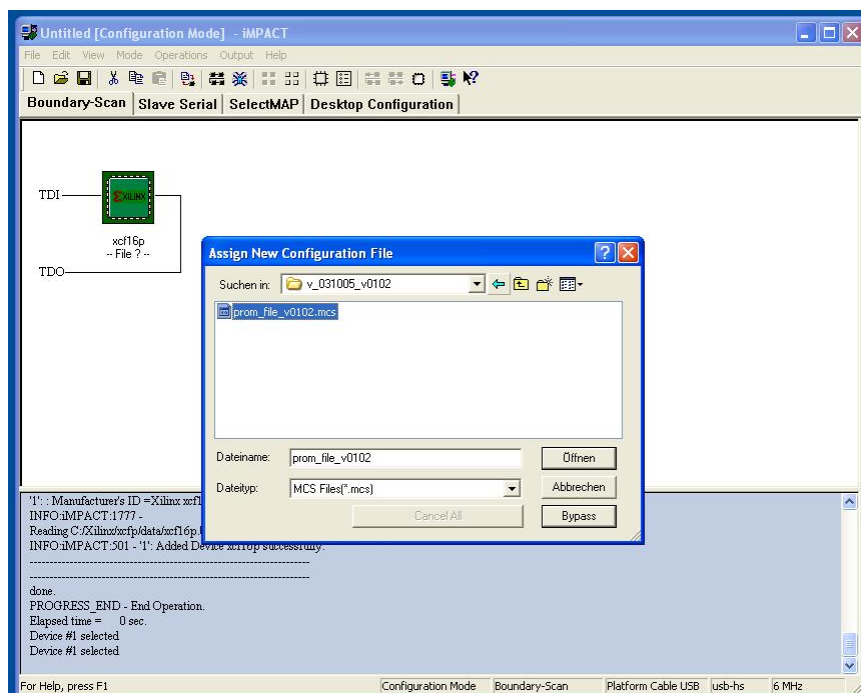 Untitled [Configuration Mode] - iMPACT
File Edit View Mode Operations Output Help
Boundary-Scan Slave Serial SelectMAP Desktop Configuration
TDI
XILINX
xcf16p
-- File ? --
TDO
Assign New Configuration File
Suchen in: v_031005_v0102
prom_file_v0102.mcs
Dateiname: prom_file_v0102 Öffnen
Dateityp: MCS Files(*.mcs) Abbrechen
Cancel All Bypass
'1': : Manufacturer's ID =Xilinx xcf1
INFO:iMPACT:1777 -
Reading C:/Xilinx/xcfp/data/xcf16p.
INFO:iMPACT:501 - '1': Added Device xcf16p successfully.
----------------------------------------------------------------------
----------------------------------------------------------------------
done.
PROGRESS_END - End Operation.
Elapsed time = 0 sec.
Device #1 selected
Device #1 selected
For Help, press F1 Configuration Mode Boundary-Scan Platform Cable USB usb-hs 6 MHz